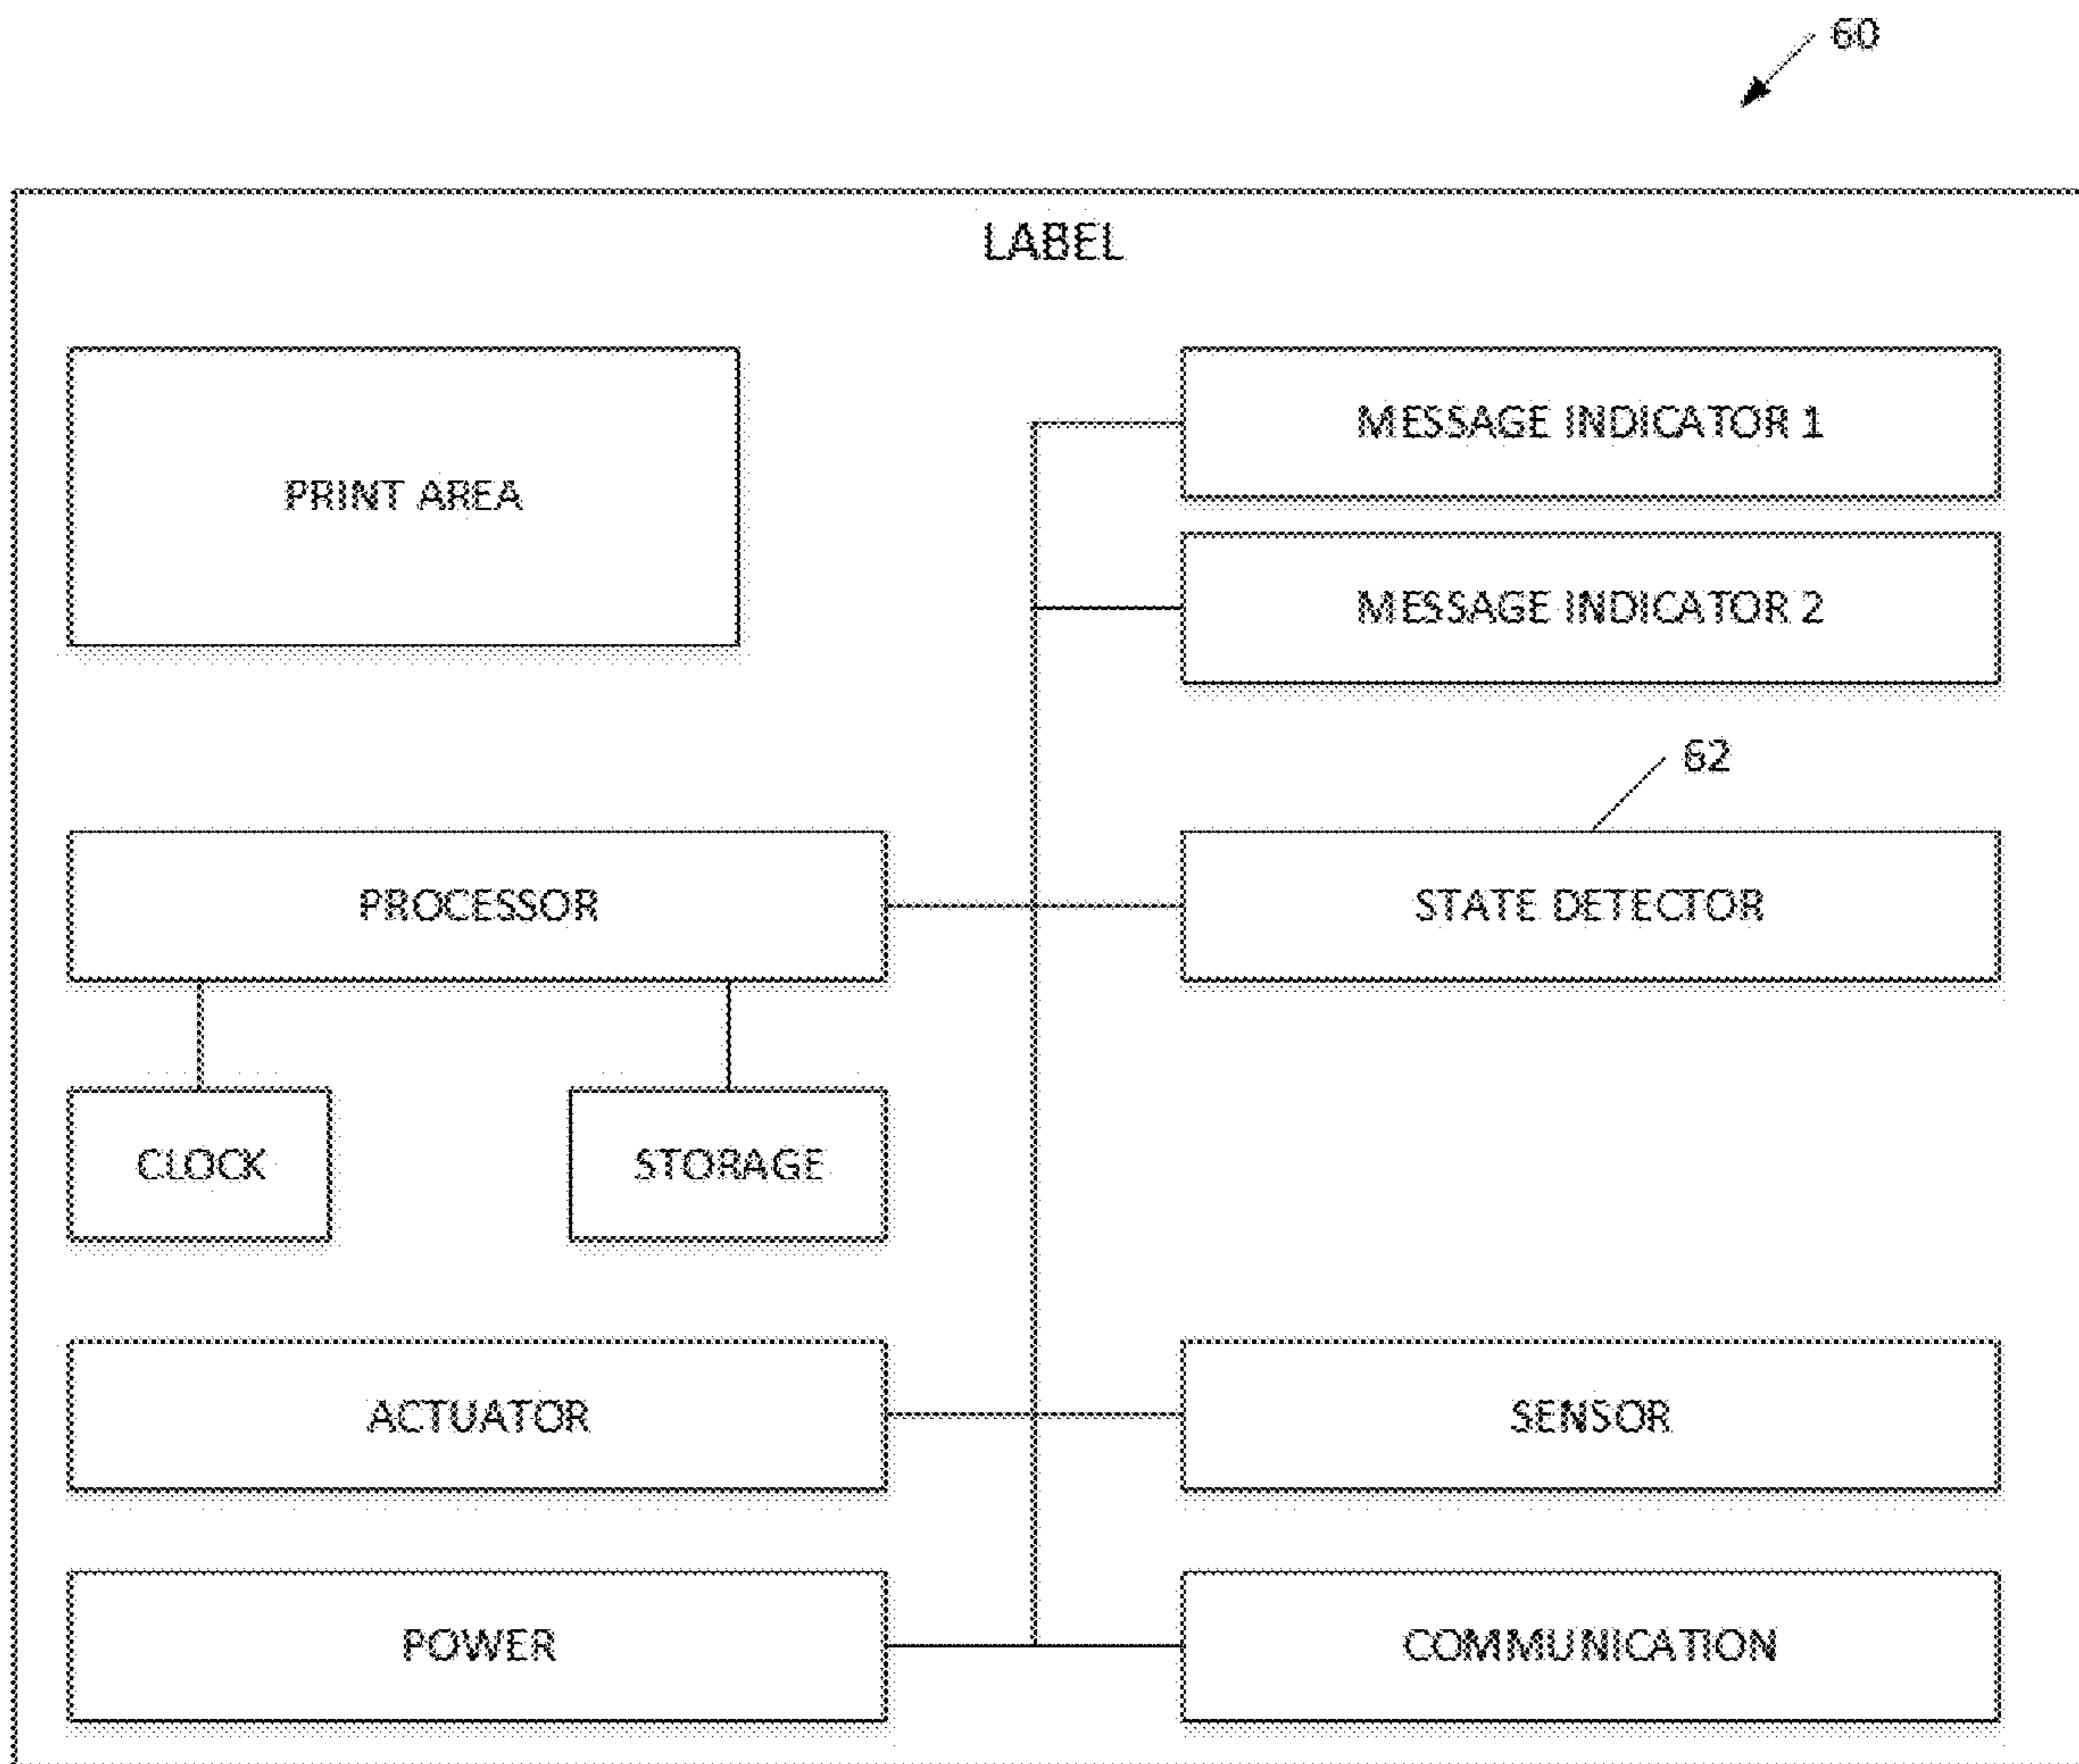 60
LABEL
PRINT AREA
MESSAGE INDICATOR 1
MESSAGE INDICATOR 2
62
PROCESSOR
STATE DETECTOR
CLOCK
STORAGE
ACTUATOR
SENSOR
POWER
COMMUNICATION